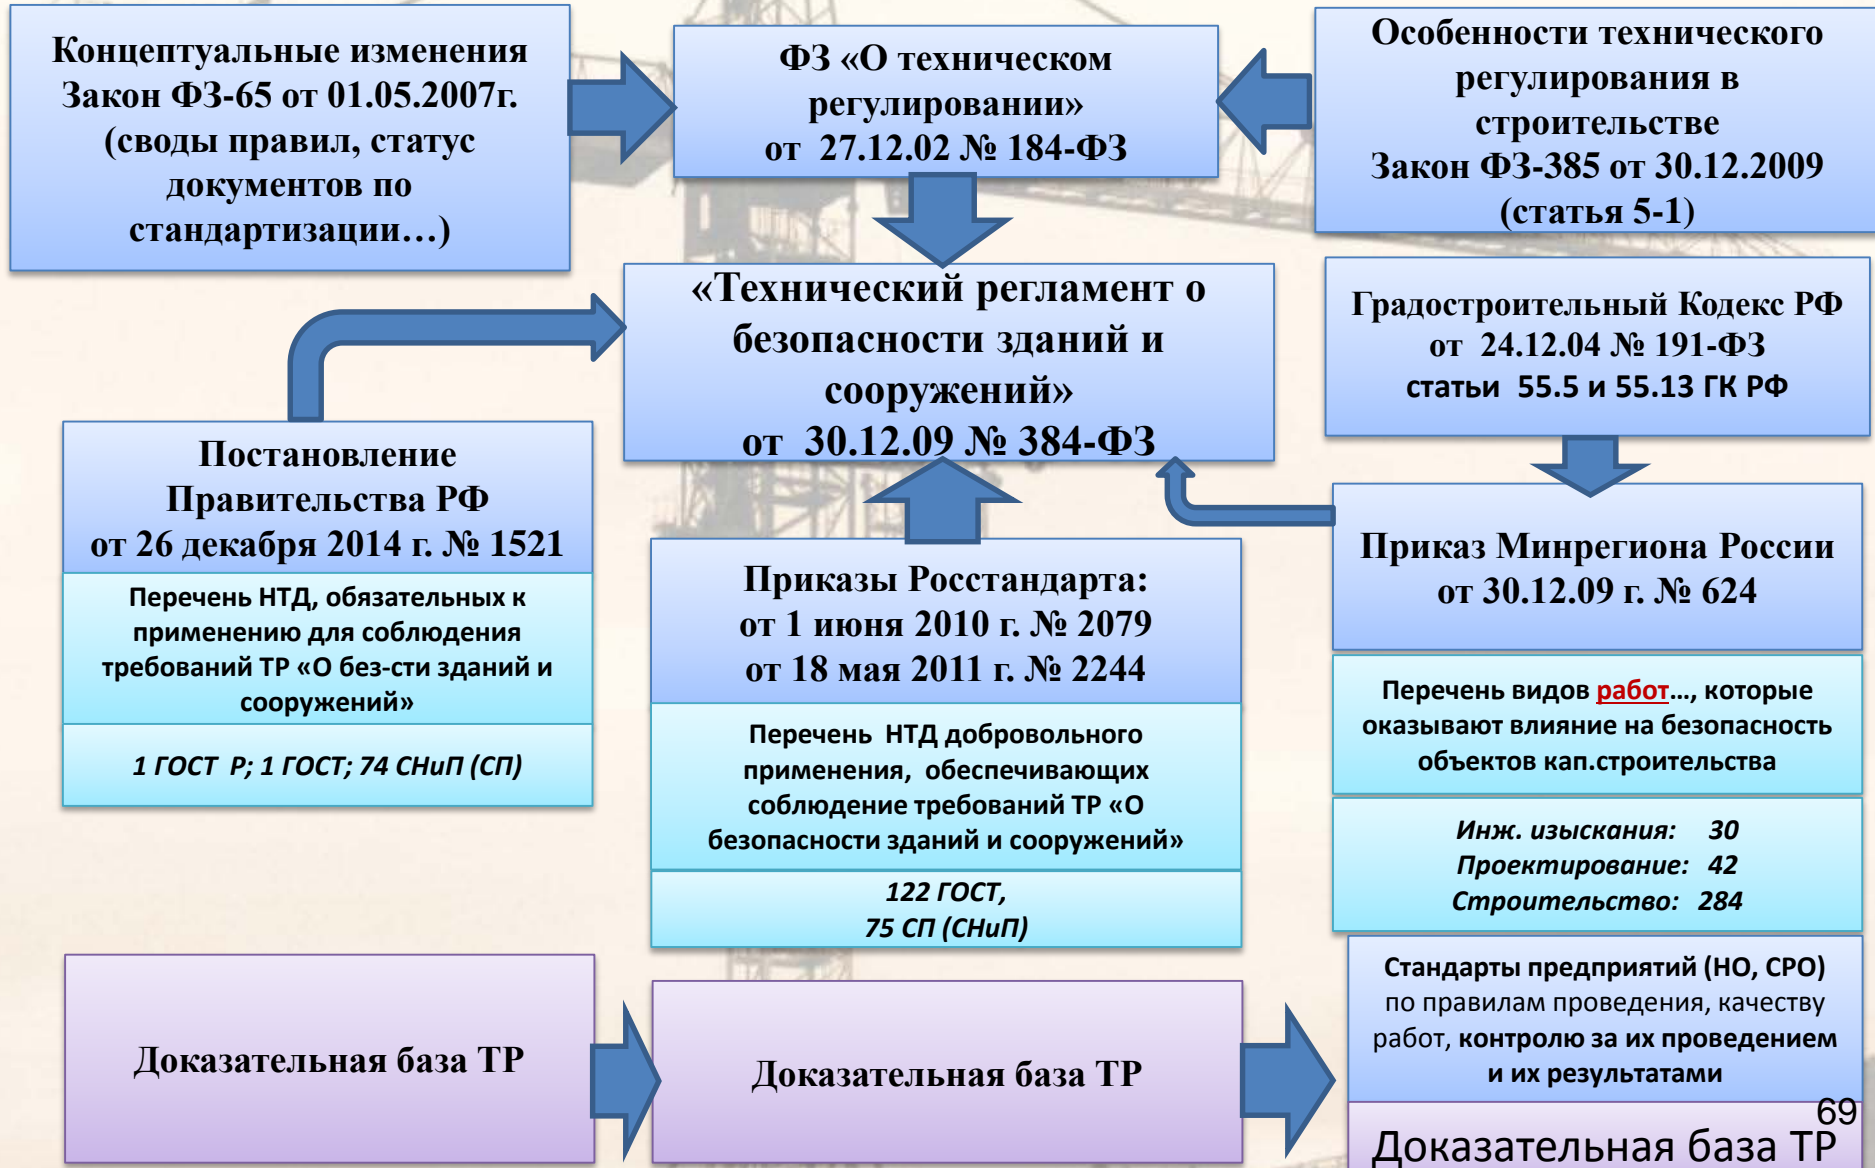 Концептуальные изменения
Закон ФЗ-65 от 01.05.2007г.
(своды правил, статус
документов по
стандартизации…)
ФЗ «О техническом
регулировании»
от 27.12.02 № 184-ФЗ
Особенности технического
регулирования в
строительстве
Закон ФЗ-385 от 30.12.2009
(статья 5-1)
«Технический регламент о
безопасности зданий и
сооружений»
от 30.12.09 № 384-ФЗ
Градостроительный Кодекс РФ
от 24.12.04 № 191-ФЗ
статьи 55.5 и 55.13 ГК РФ
Постановление
Правительства РФ
от 26 декабря 2014 г. № 1521
Перечень НТД, обязательных к
применению для соблюдения
требований ТР «О без-сти зданий и
сооружений»
1 ГОСТ Р; 1 ГОСТ; 74 СНиП (СП)
Приказы Росстандарта:
от 1 июня 2010 г. № 2079
от 18 мая 2011 г. № 2244
Перечень НТД добровольного
применения, обеспечивающих
соблюдение требований ТР «О
безопасности зданий и сооружений»
122 ГОСТ,
75 СП (СНиП)
Приказ Минрегиона России
от 30.12.09 г. № 624
Перечень видов работ…, которые
оказывают влияние на безопасность
объектов кап.строительства
Инж. изыскания: 30
Проектирование: 42
Строительство: 284
Стандарты предприятий (НО, СРО)
по правилам проведения, качеству
работ, контролю за их проведением
и их результатами
Доказательная база ТР
Доказательная база ТР
Доказательная база ТР
69